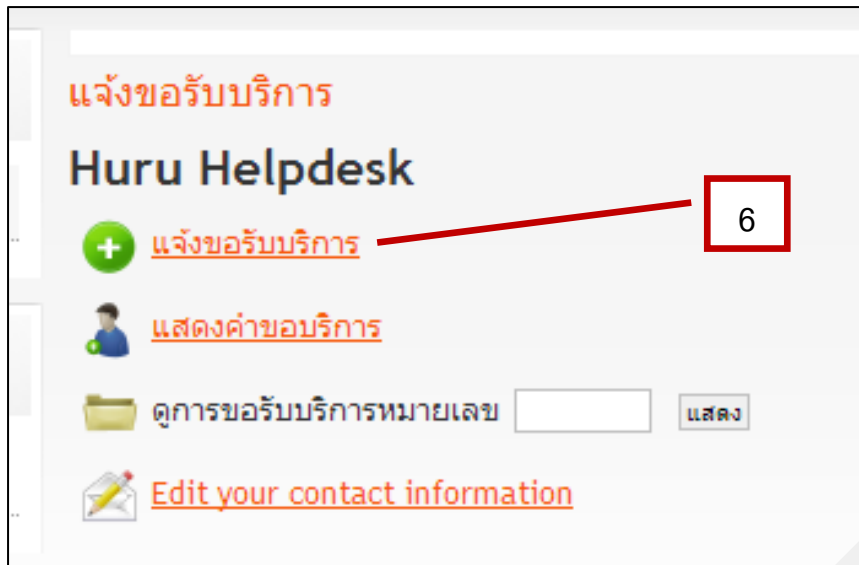 แจ้งขอรับบริการ
Huru Helpdesk
แจ้งขอรับบริการ
6
แสดงคำขอบริการ
ดูการขอรับบริการหมายเลข แสดง
Edit your contact information